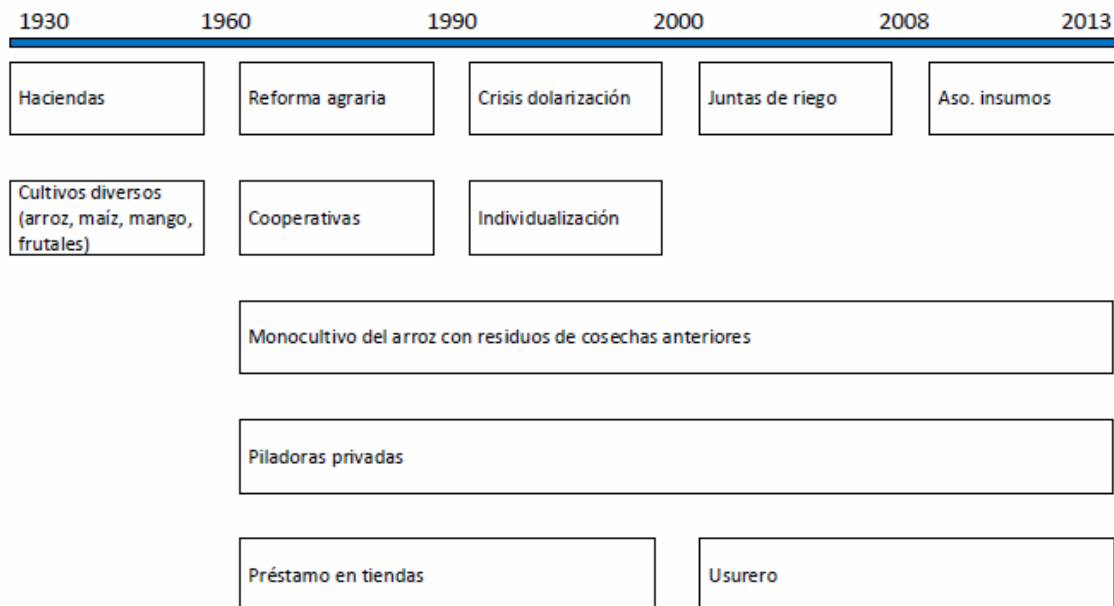 1930 1960 1990 2000 2008 2013
Haciendas
Reforma agraria
Crisis dolarización
Juntas de riego
Aso. insumos
Cultivos diversos
(arroz, maíz, mango,
frutales)
Cooperativas
Individualización
Monocultivo del arroz con residuos de cosechas anteriores
Piladoras privadas
Préstamo en tiendas
Usurero